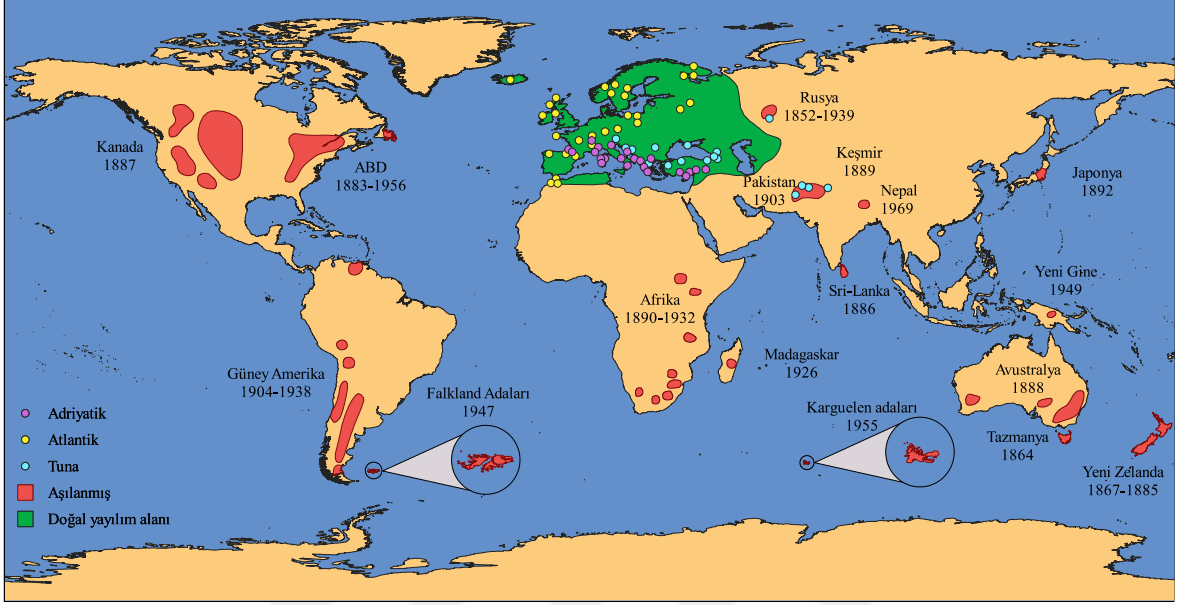 Kanada
1887
ABD
1883-1956
Rusya
1852-1939
Keşmir
1889
Pakistan
1903
Nepal
1969
Japonya
1892
Sri-Lanka
1886
Yeni Gine
1949
Afrika
1890-1932
Madagaskar
1926
Güney Amerika
1904-1938
Falkland Adaları
1947
Karguelen adaları
1955
Avustralya
1888
Tazmanya
1864
Yeni Zelanda
1867-1885
Adriyatik
Atlantik
Tuna
Aşılanmış
Doğal yayılım alanı